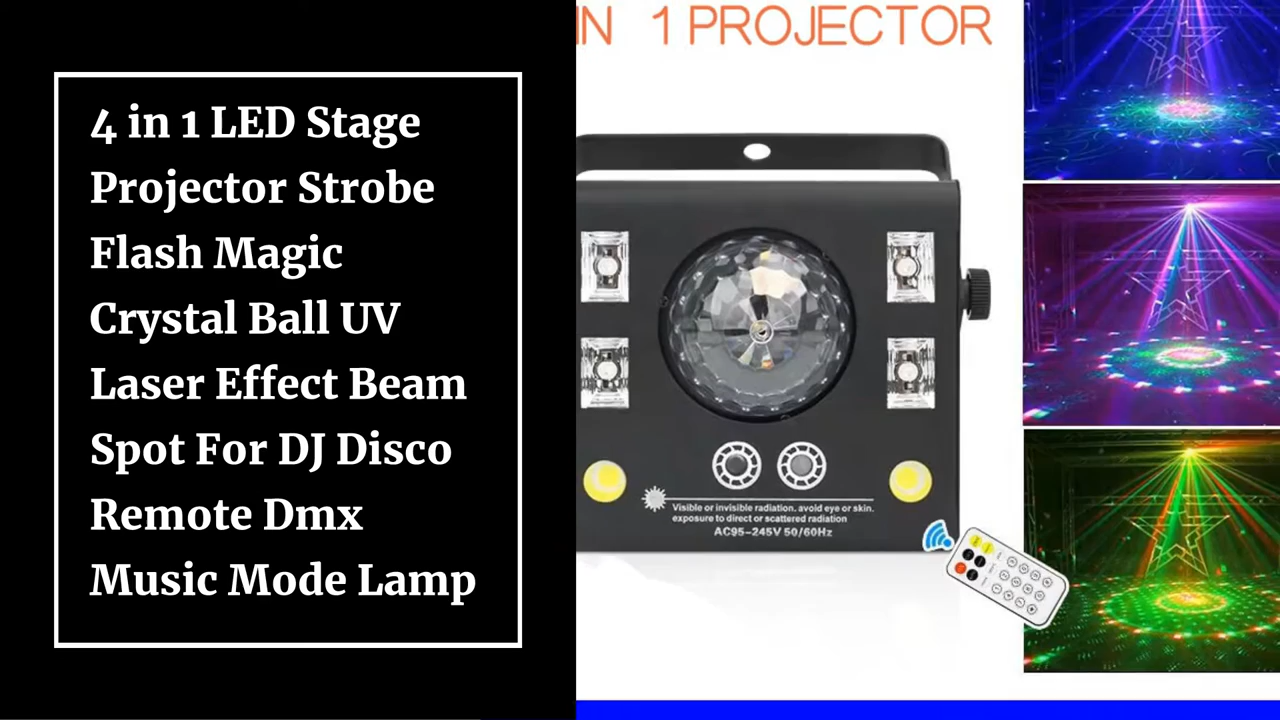 4 in 1 LED Stage
Projector Strobe
Flash Magic
Crystal Ball UV
Laser Effect Beam
Spot For DJ Disco
Remote Dmx
Music Mode Lamp
IN 1 PROJECTOR
Visible or invisible radiation. avoid eye or skin.
exposure to direct or scattered radiation
AC95-245V 50/60Hz